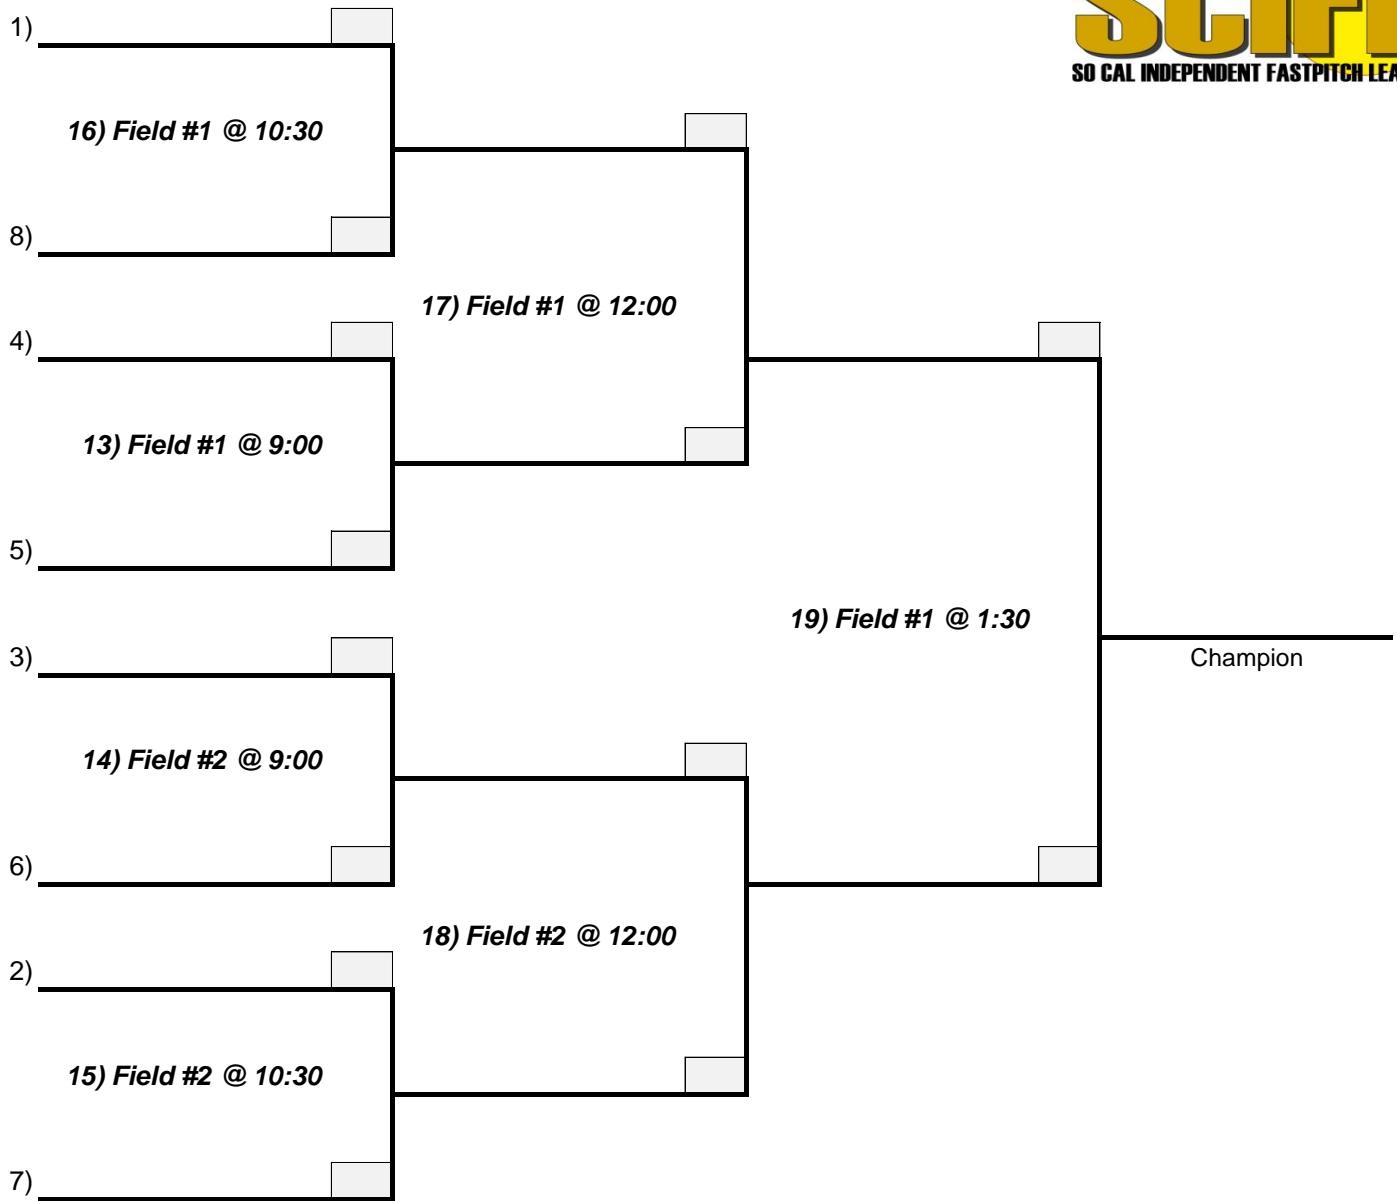 SCIF
SO CAL INDEPENDENT FASTPITCH LEA
1)
16) Field #1 @ 10:30
8)
17) Field #1 @ 12:00
4)
13) Field #1 @ 9:00
5)
19) Field #1 @ 1:30
3)
Champion
14) Field #2 @ 9:00
6)
18) Field #2 @ 12:00
2)
15) Field #2 @ 10:30
7)